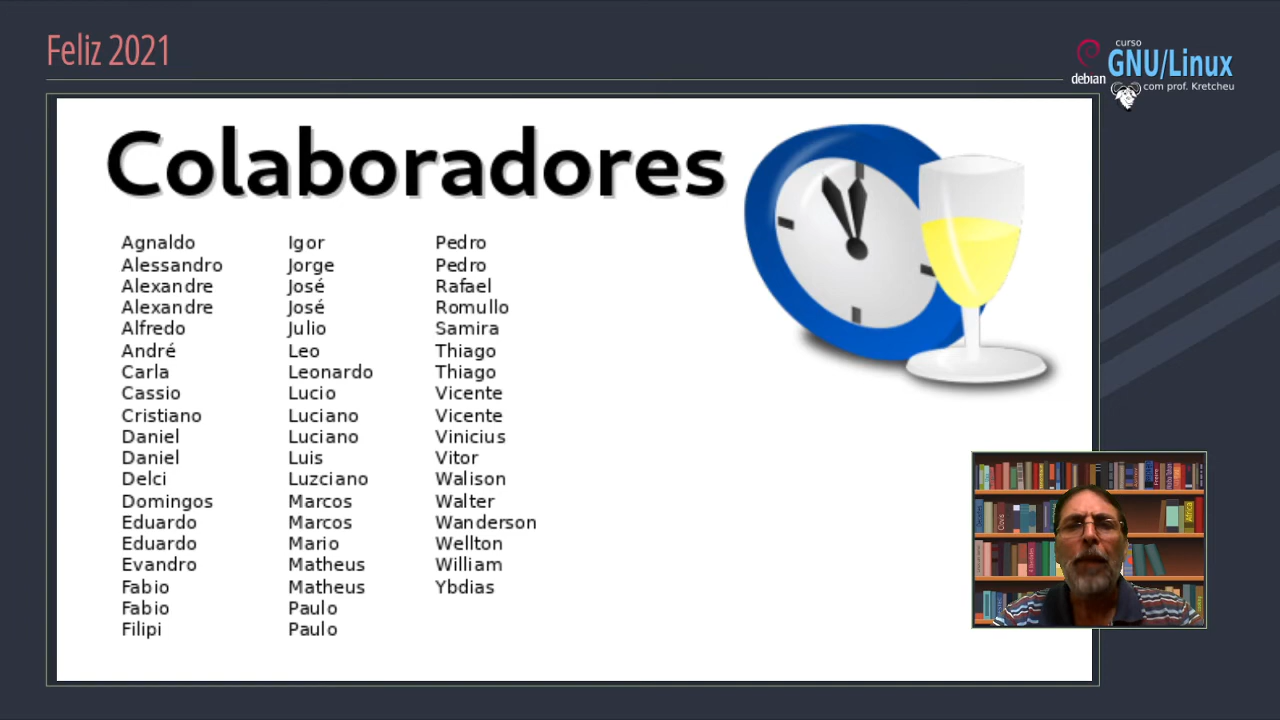 Feliz 2021
curso
GNU/Linux
debian
com prof. Kretcheu
Colaboradores
Agnaldo
Alessandro
Alexandre
Alexandre
Alfredo
André
Carla
Cassio
Cristiano
Daniel
Daniel
Delci
Domingos
Eduardo
Eduardo
Evandro
Fabio
Fabio
Filipi
Igor
Jorge
José
José
Julio
Leo
Leonardo
Lucio
Luciano
Luciano
Luis
Luzciano
Marcos
Marcos
Mario
Matheus
Matheus
Paulo
Paulo
Pedro
Pedro
Rafael
Romullo
Samira
Thiago
Thiago
Vicente
Vicente
Vinicius
Vitor
Walison
Walter
Wanderson
Wellton
William
Ybdias